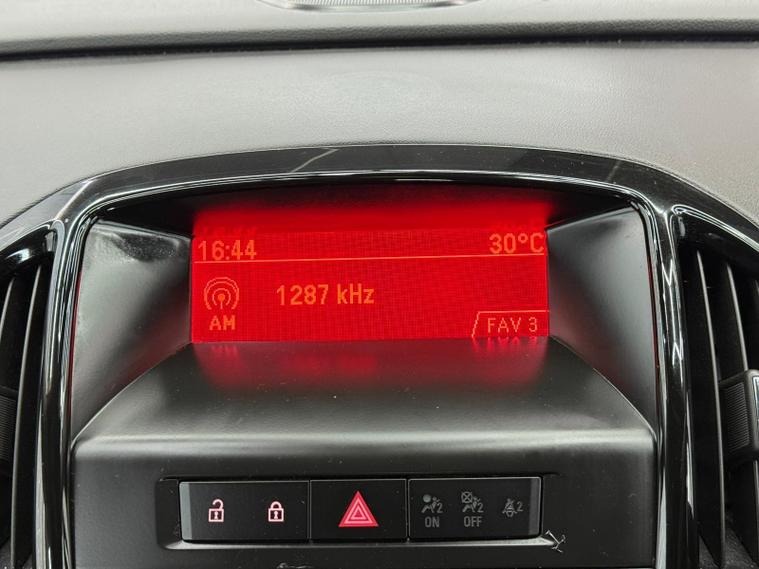 16:44 30°C
1287 kHz
AM
FAV 3
2 2 2
ON OFF